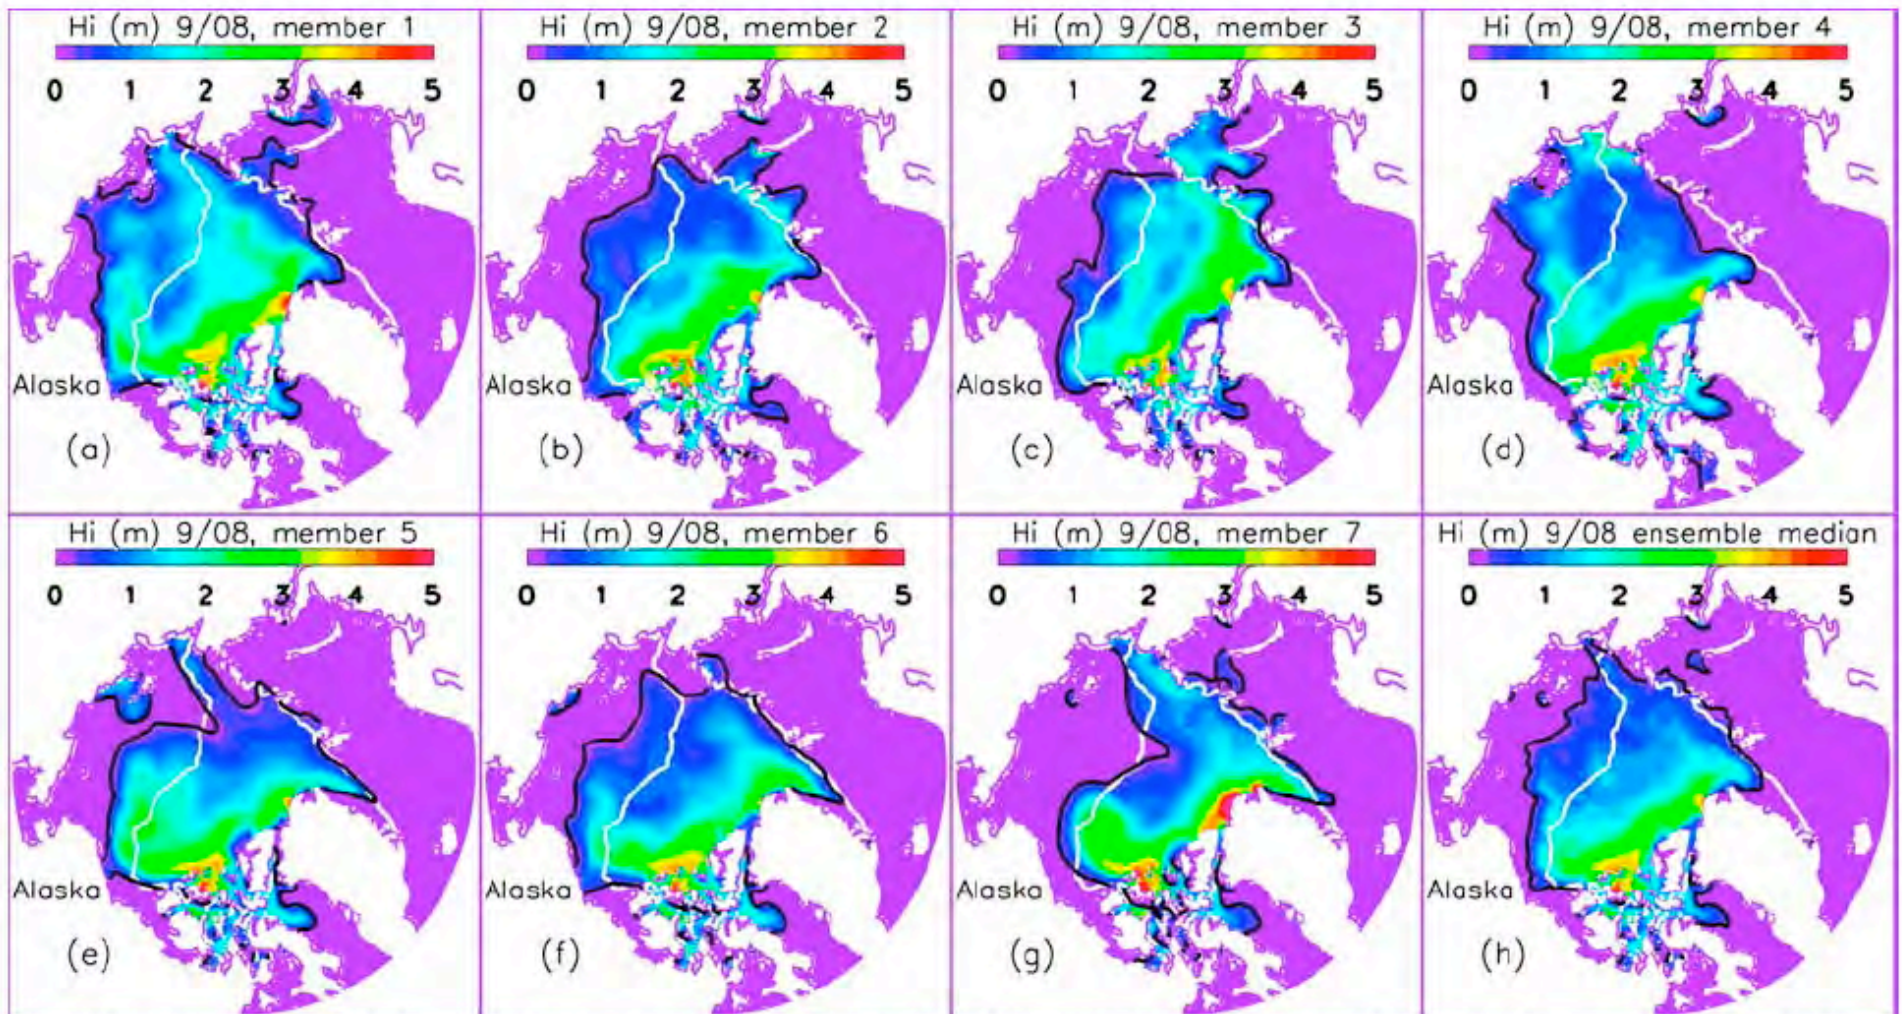 Hi (m) 9/08, member 1
0 1 2 3 4 5
Alaska
(a)
Hi (m) 9/08, member 2
0 1 2 3 4 5
Alaska
(b)
Hi (m) 9/08, member 3
0 1 2 3 4 5
Alaska
(c)
Hi (m) 9/08, member 4
0 1 2 3 4 5
Alaska
(d)
Hi (m) 9/08, member 5
0 1 2 3 4 5
Alaska
(e)
Hi (m) 9/08, member 6
0 1 2 3 4 5
Alaska
(f)
Hi (m) 9/08, member 7
0 1 2 3 4 5
Alaska
(g)
Hi (m) 9/08 ensemble median
0 1 2 3 4 5
Alaska
(h)